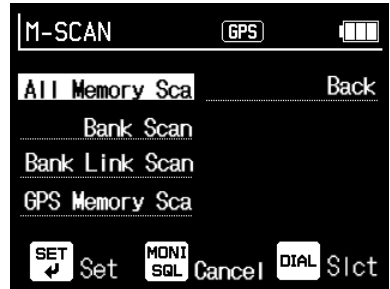 M-SCAN GPS
All Memory Sca Back
Bank Scan
Bank Link Scan
GPS Memory Sca
SET Set MONI SQL Cancel DIAL Slct